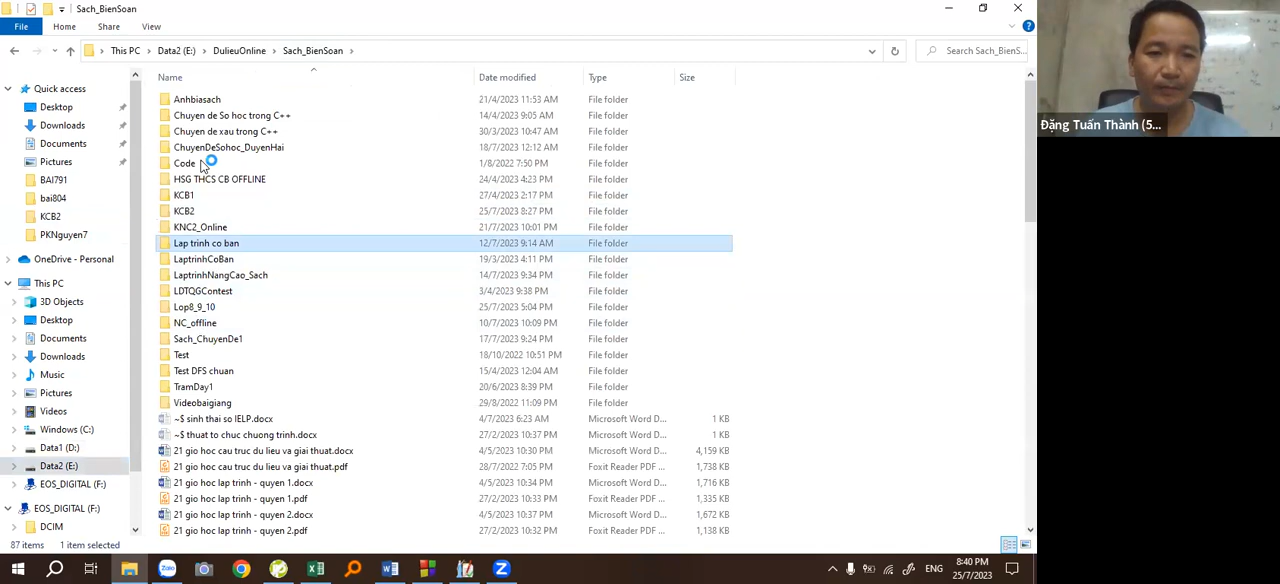 Sach_BienSoan
File Home Share View
This PC > Data2 (E:) > DulieuOnline > Sach_BienSoan > Search Sach_BienS...
Name Date modified Type Size
Quick access
Desktop
Downloads
Documents
Pictures
BAI791
bai804
KCB2
PKNguyen7
OneDrive - Personal
This PC
3D Objects
Desktop
Documents
Downloads
Music
Pictures
Videos
Windows (C:)
Data1 (D:)
Data2 (E:)
EOS_DIGITAL (F:)
EOS_DIGITAL (F:)
DCIM
Anhbiasach 21/4/2023 11:53 AM File folder
Chuyen de So hoc trong C++ 14/4/2023 9:05 AM File folder
Chuyen de xau trong C++ 30/3/2023 10:47 AM File folder
ChuyenDeSohoc_DuyenHai 18/7/2023 12:12 AM File folder
Code 1/8/2022 7:50 PM File folder
HSG THCS CB OFFLINE 24/4/2023 4:23 PM File folder
KCB1 27/4/2023 2:17 PM File folder
KCB2 25/7/2023 8:27 PM File folder
KNC2_Online 21/7/2023 10:01 PM File folder
Lap trinh co ban 12/7/2023 9:14 AM File folder
LaptrinhCoBan 19/3/2023 4:11 PM File folder
LaptrinhNangCao_Sach 14/7/2023 9:34 PM File folder
LDTQGContest 3/4/2023 9:38 PM File folder
Lop8_9_10 25/7/2023 5:04 PM File folder
NC_offline 10/7/2023 10:09 PM File folder
Sach_ChuyenDe1 17/7/2023 9:24 PM File folder
Test 18/10/2022 10:51 PM File folder
Test DFS chuan 15/4/2023 12:04 AM File folder
TramDay1 20/6/2023 8:39 PM File folder
Videobaigiang 29/8/2022 11:09 PM File folder
~$ sinh thai so IELP.docx 4/7/2023 6:23 AM Microsoft Word D... 1 KB
~$ thuat to chuc chuong trinh.docx 27/2/2023 10:37 PM Microsoft Word D... 1 KB
21 gio hoc cau truc du lieu va giai thuat.docx 4/5/2023 10:30 PM Microsoft Word D... 4,159 KB
21 gio hoc cau truc du lieu va giai thuat.pdf 28/7/2022 7:05 PM Foxit Reader PDF ... 1,738 KB
21 gio hoc lap trinh - quyen 1.docx 4/5/2023 10:34 PM Microsoft Word D... 1,716 KB
21 gio hoc lap trinh - quyen 1.pdf 27/2/2023 10:33 PM Foxit Reader PDF ... 1,335 KB
21 gio hoc lap trinh - quyen 2.docx 4/5/2023 10:37 PM Microsoft Word D... 1,672 KB
21 gio hoc lap trinh - quyen 2.pdf 27/2/2023 10:32 PM Foxit Reader PDF ... 1,138 KB
87 items 1 item selected
Zalo
ENG
8:40 PM
25/7/2023
Đặng Tuấn Thành (5...